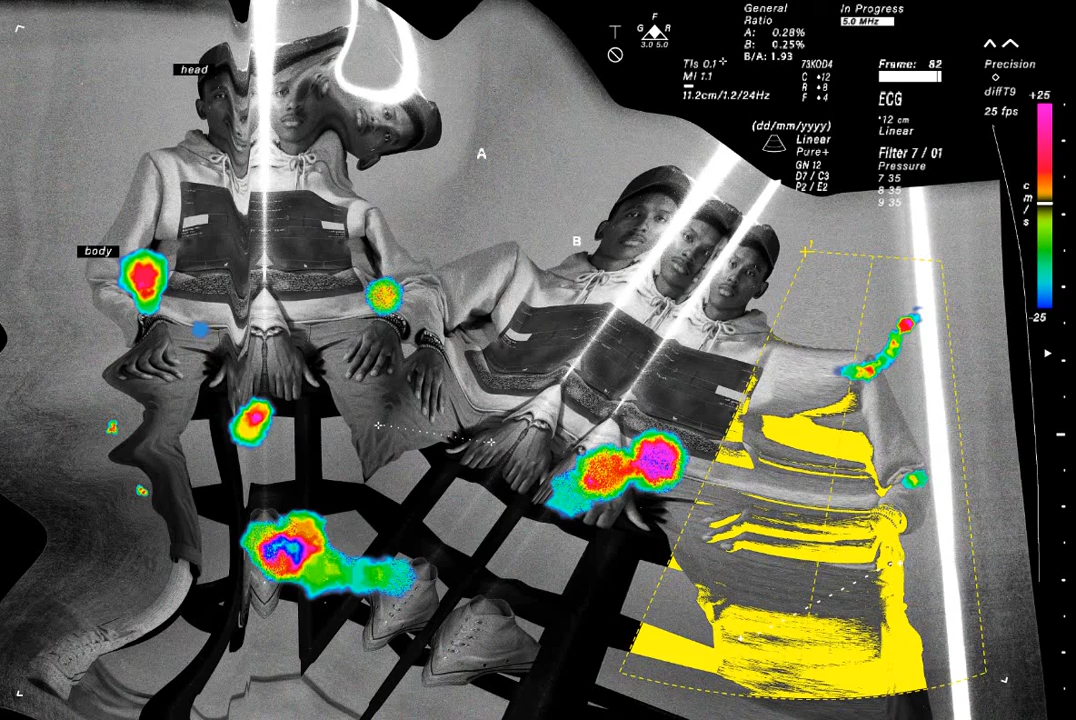 head
body
A
B
F
G R
3.0 5.0
General
Ratio
A: 0.28%
B: 0.25%
B/A: 1.93
In Progress
5.0 MHz
TIs 0.1
MI 1.1
11.2cm/1.2/24Hz
73KOD4
C +12
R +8
F +4
Frame: 82
ECG
*12 cm
Linear
Filter 7 / 01
Pressure
7 35
8 35
9 35
(dd/mm/yyyy)
Linear
Pure+
GN 12
D7 / C3
P2 / E2
Precision
diffT9
25 fps
+25
cm/s
-25
1